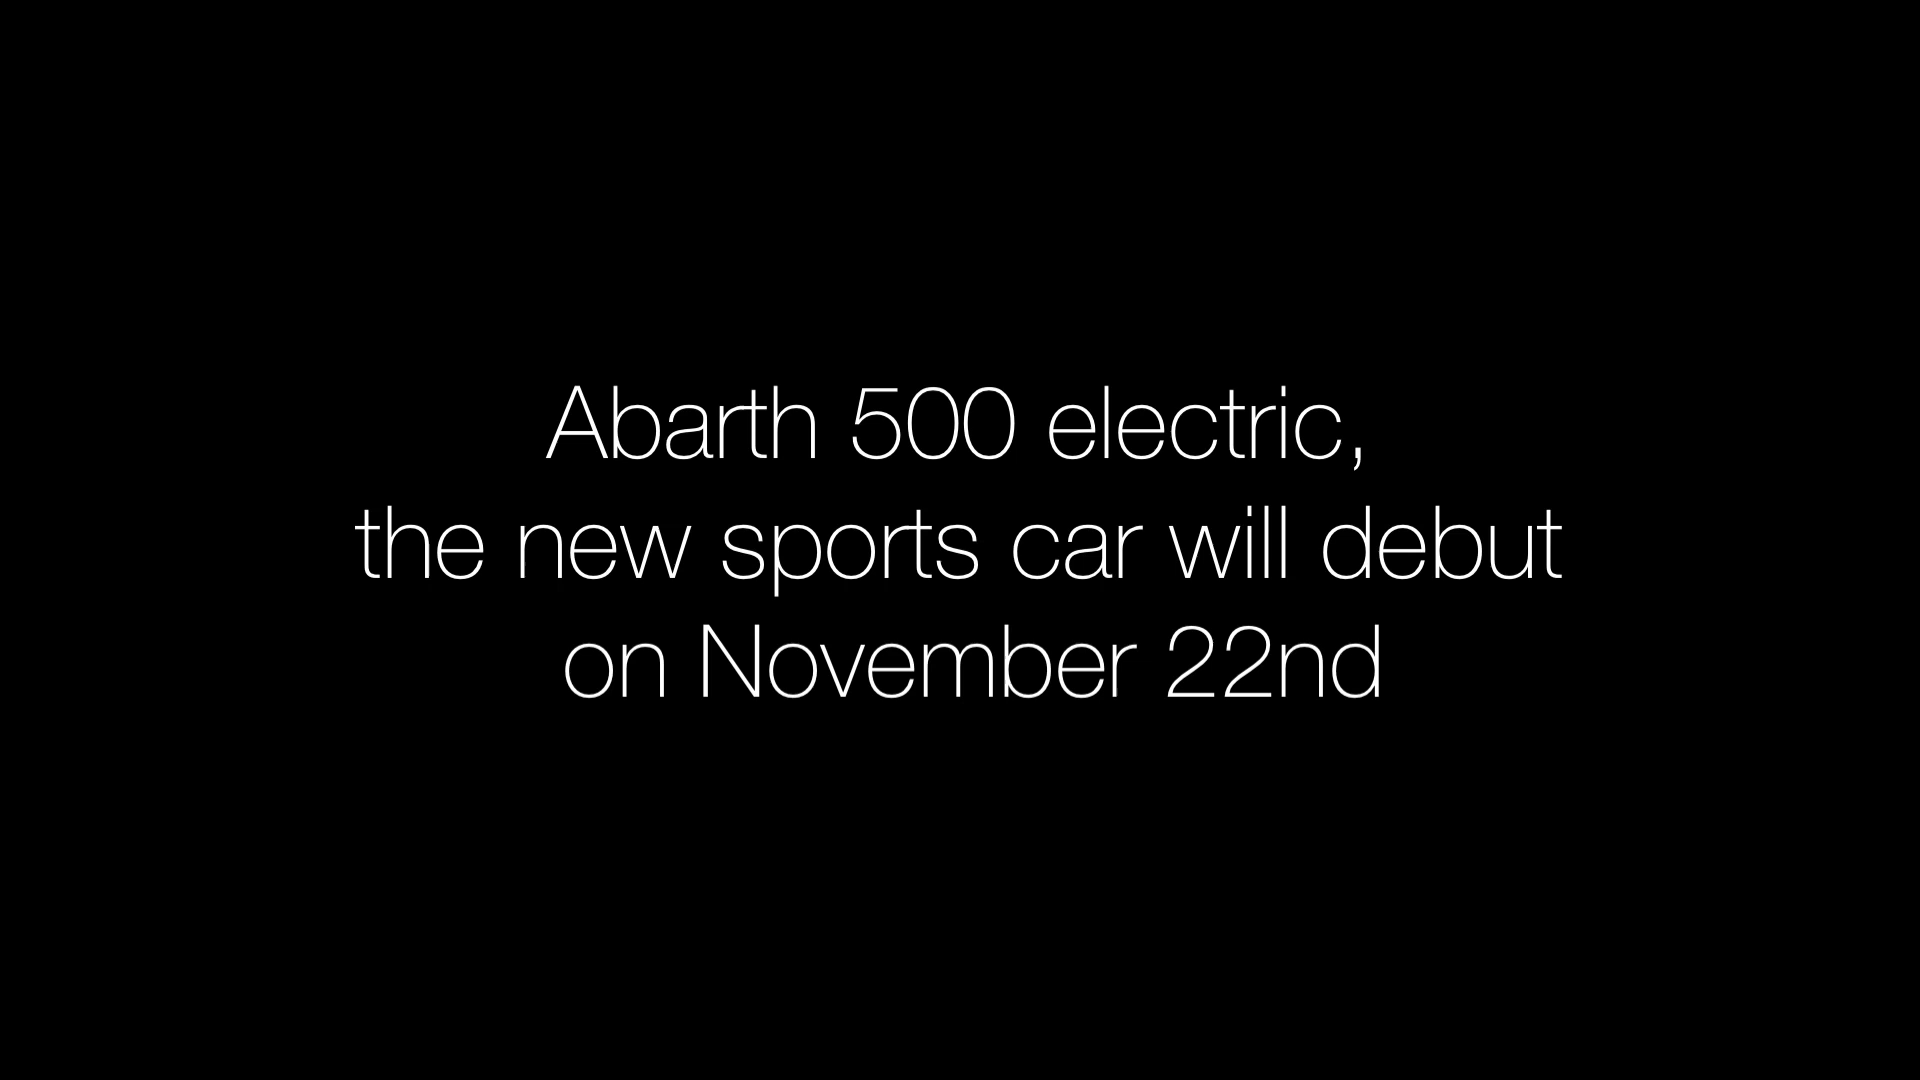 Abarth 500 electric,
the new sports car will debut
on November 22nd